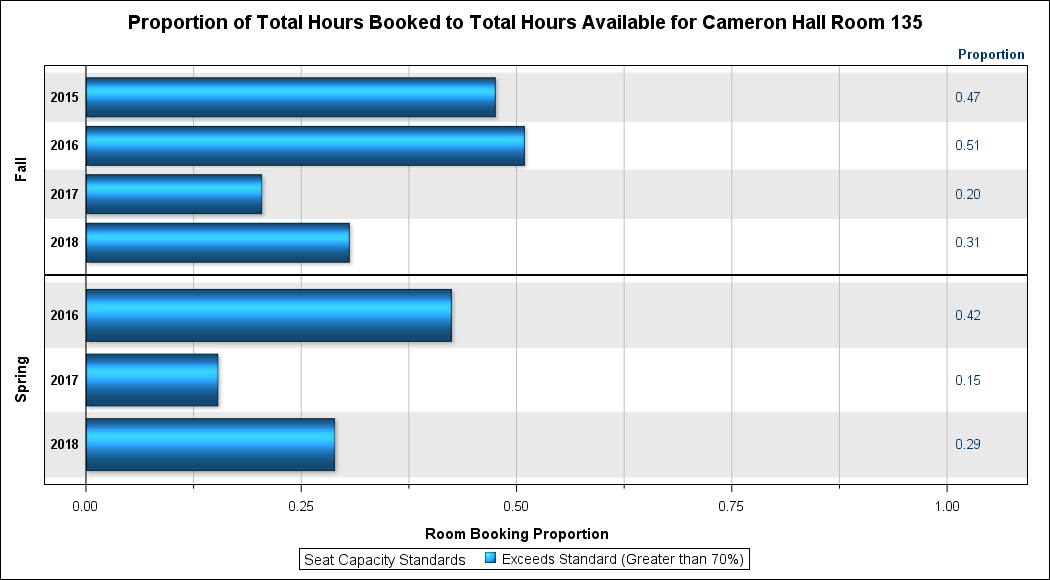 Proportion of Total Hours Booked to Total Hours Available for Cameron Hall Room 135
Proportion
Fall
2015 0.47
2016 0.51
2017 0.20
2018 0.31
Spring
2016 0.42
2017 0.15
2018 0.29
0.00 0.25 0.50 0.75 1.00
Room Booking Proportion
Seat Capacity Standards Exceeds Standard (Greater than 70%)